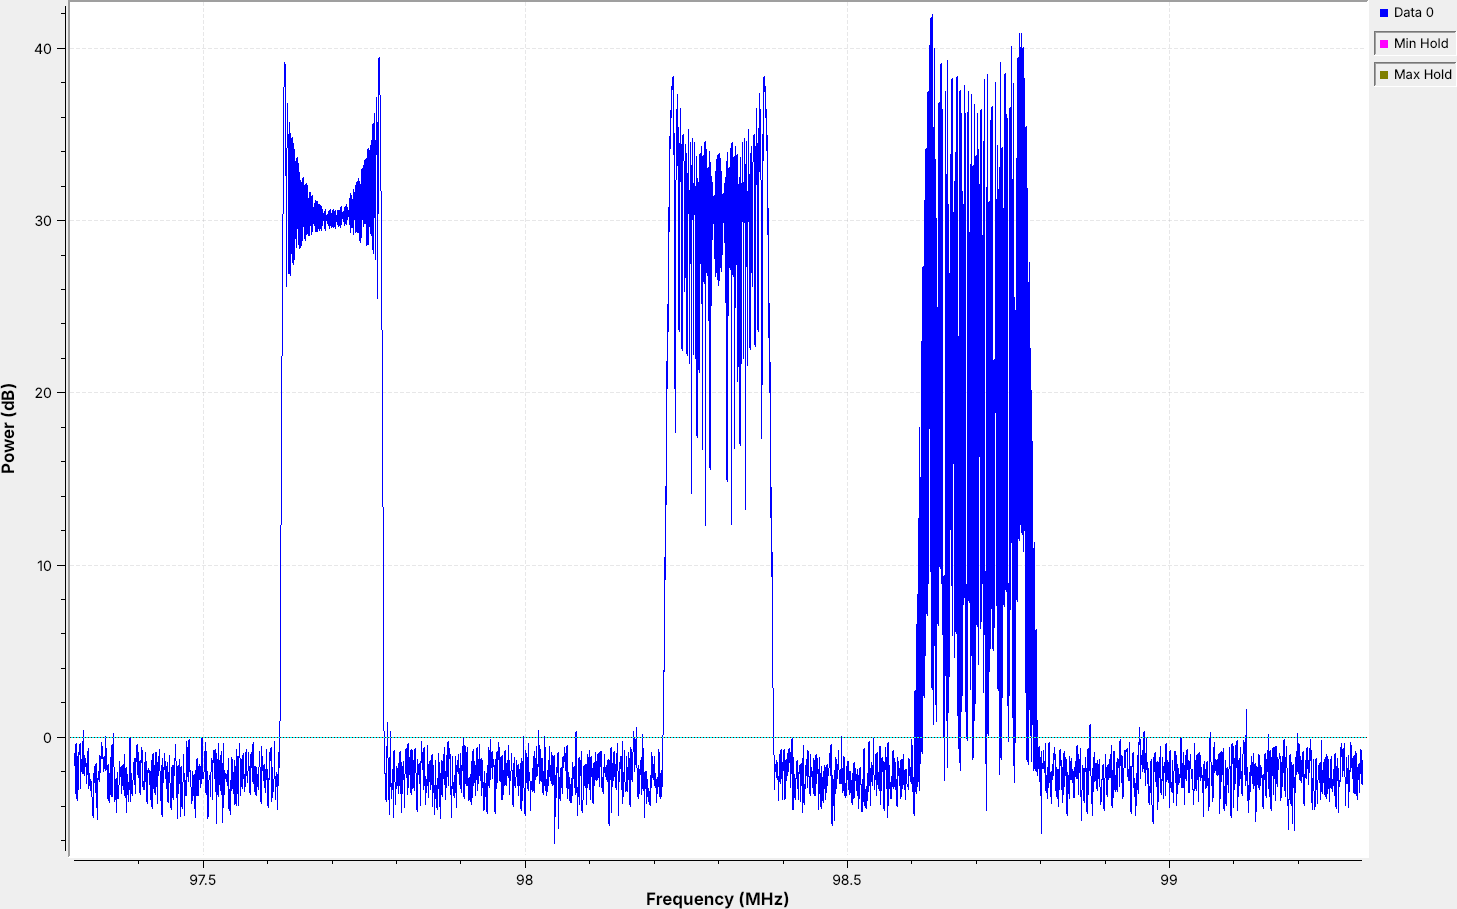 Data 0
Min Hold
Max Hold
40
30
20
10
0
Power (dB)
97.5 98 98.5 99
Frequency (MHz)